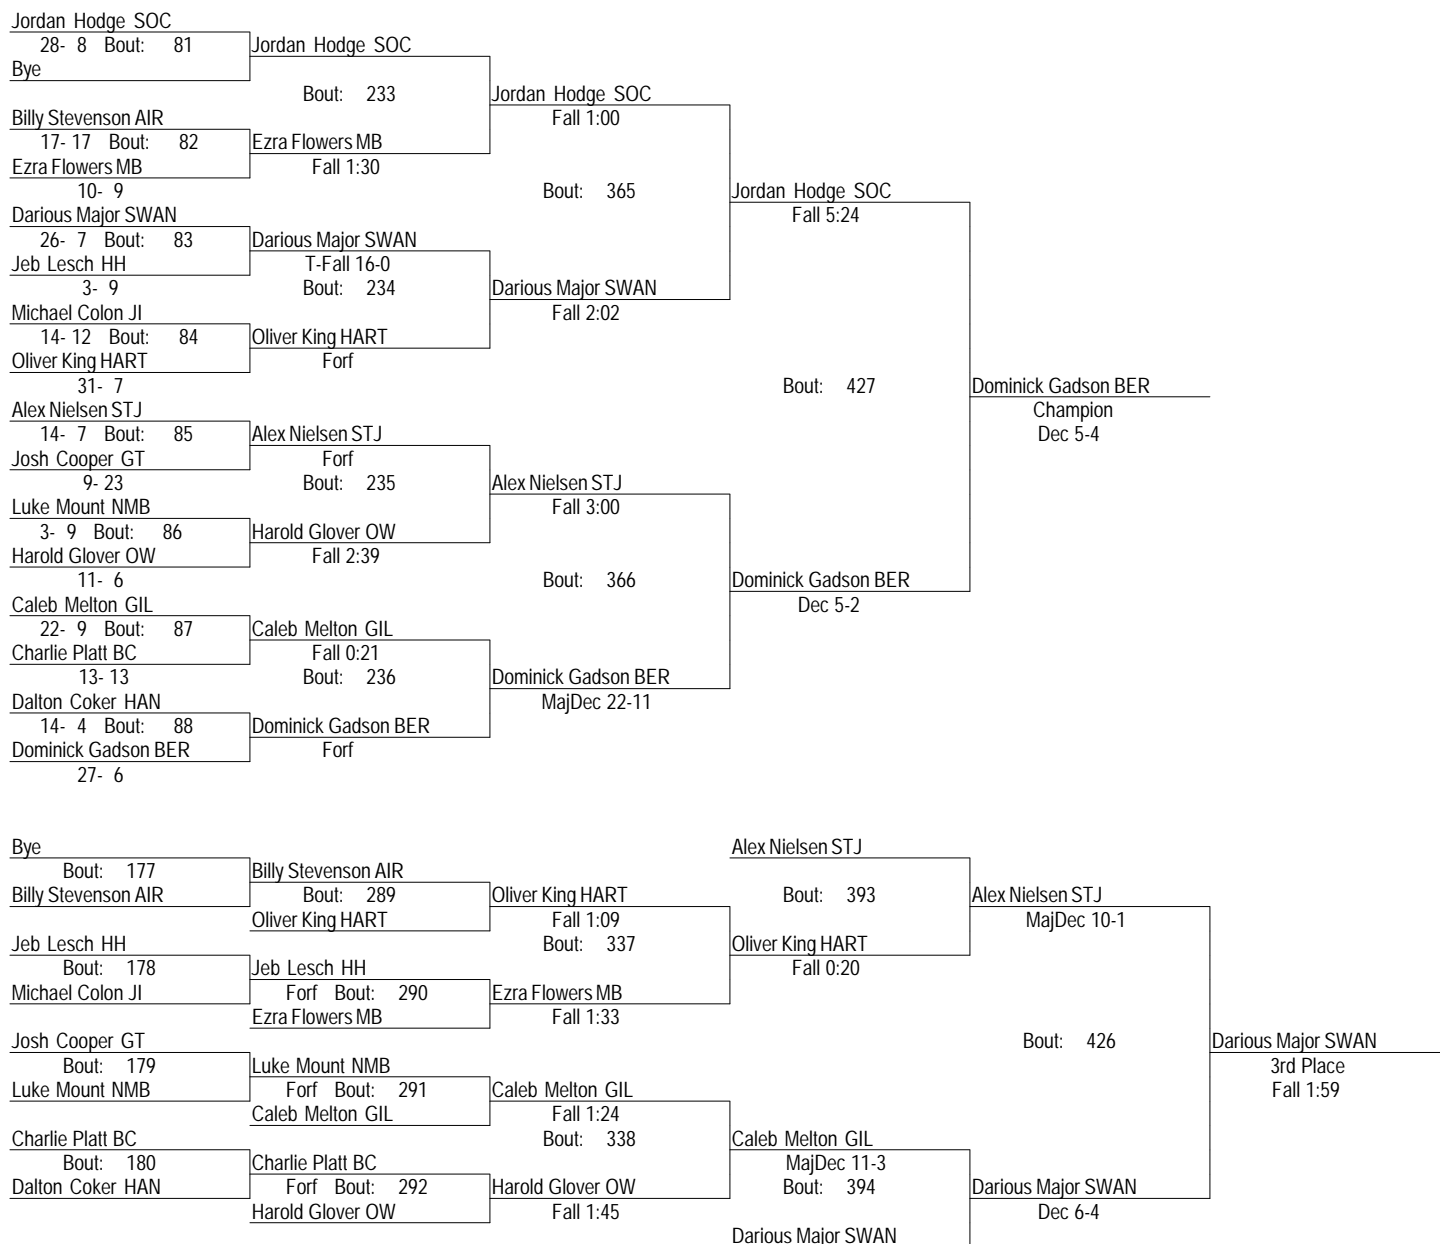 Jordan Hodge SOC
28- 8 Bout: 81
Jordan Hodge SOC
Bye
Bout: 233
Jordan Hodge SOC
Billy Stevenson AIR
Fall 1:00
17- 17 Bout: 82
Ezra Flowers MB
Ezra Flowers MB
Fall 1:30
10- 9
Bout: 365
Jordan Hodge SOC
Darious Major SWAN
Fall 5:24
26- 7 Bout: 83
Darious Major SWAN
Jeb Lesch HH
T-Fall 16-0
3- 9
Bout: 234
Darious Major SWAN
Michael Colon JI
Fall 2:02
14- 12 Bout: 84
Oliver King HART
Oliver King HART
Forf
31- 7
Bout: 427
Dominick Gadson BER
Alex Nielsen STJ
Champion
14- 7 Bout: 85
Alex Nielsen STJ
Dec 5-4
Josh Cooper GT
Forf
9- 23
Bout: 235
Alex Nielsen STJ
Luke Mount NMB
Fall 3:00
3- 9 Bout: 86
Harold Glover OW
Harold Glover OW
Fall 2:39
11- 6
Bout: 366
Dominick Gadson BER
Caleb Melton GIL
Dec 5-2
22- 9 Bout: 87
Caleb Melton GIL
Charlie Platt BC
Fall 0:21
13- 13
Bout: 236
Dominick Gadson BER
Dalton Coker HAN
MajDec 22-11
14- 4 Bout: 88
Dominick Gadson BER
Dominick Gadson BER
Forf
27- 6
Bye
Alex Nielsen STJ
Bout: 177
Billy Stevenson AIR
Billy Stevenson AIR
Bout: 289
Oliver King HART
Bout: 393
Alex Nielsen STJ
Oliver King HART
Fall 1:09
MajDec 10-1
Jeb Lesch HH
Bout: 337
Oliver King HART
Bout: 178
Jeb Lesch HH
Fall 0:20
Michael Colon JI
Forf Bout: 290
Ezra Flowers MB
Ezra Flowers MB
Fall 1:33
Josh Cooper GT
Bout: 426
Darious Major SWAN
Bout: 179
Luke Mount NMB
3rd Place
Luke Mount NMB
Forf Bout: 291
Caleb Melton GIL
Fall 1:59
Caleb Melton GIL
Fall 1:24
Charlie Platt BC
Bout: 338
Caleb Melton GIL
Bout: 180
Charlie Platt BC
MajDec 11-3
Dalton Coker HAN
Forf Bout: 292
Harold Glover OW
Bout: 394
Darious Major SWAN
Harold Glover OW
Fall 1:45
Dec 6-4
Darious Major SWAN